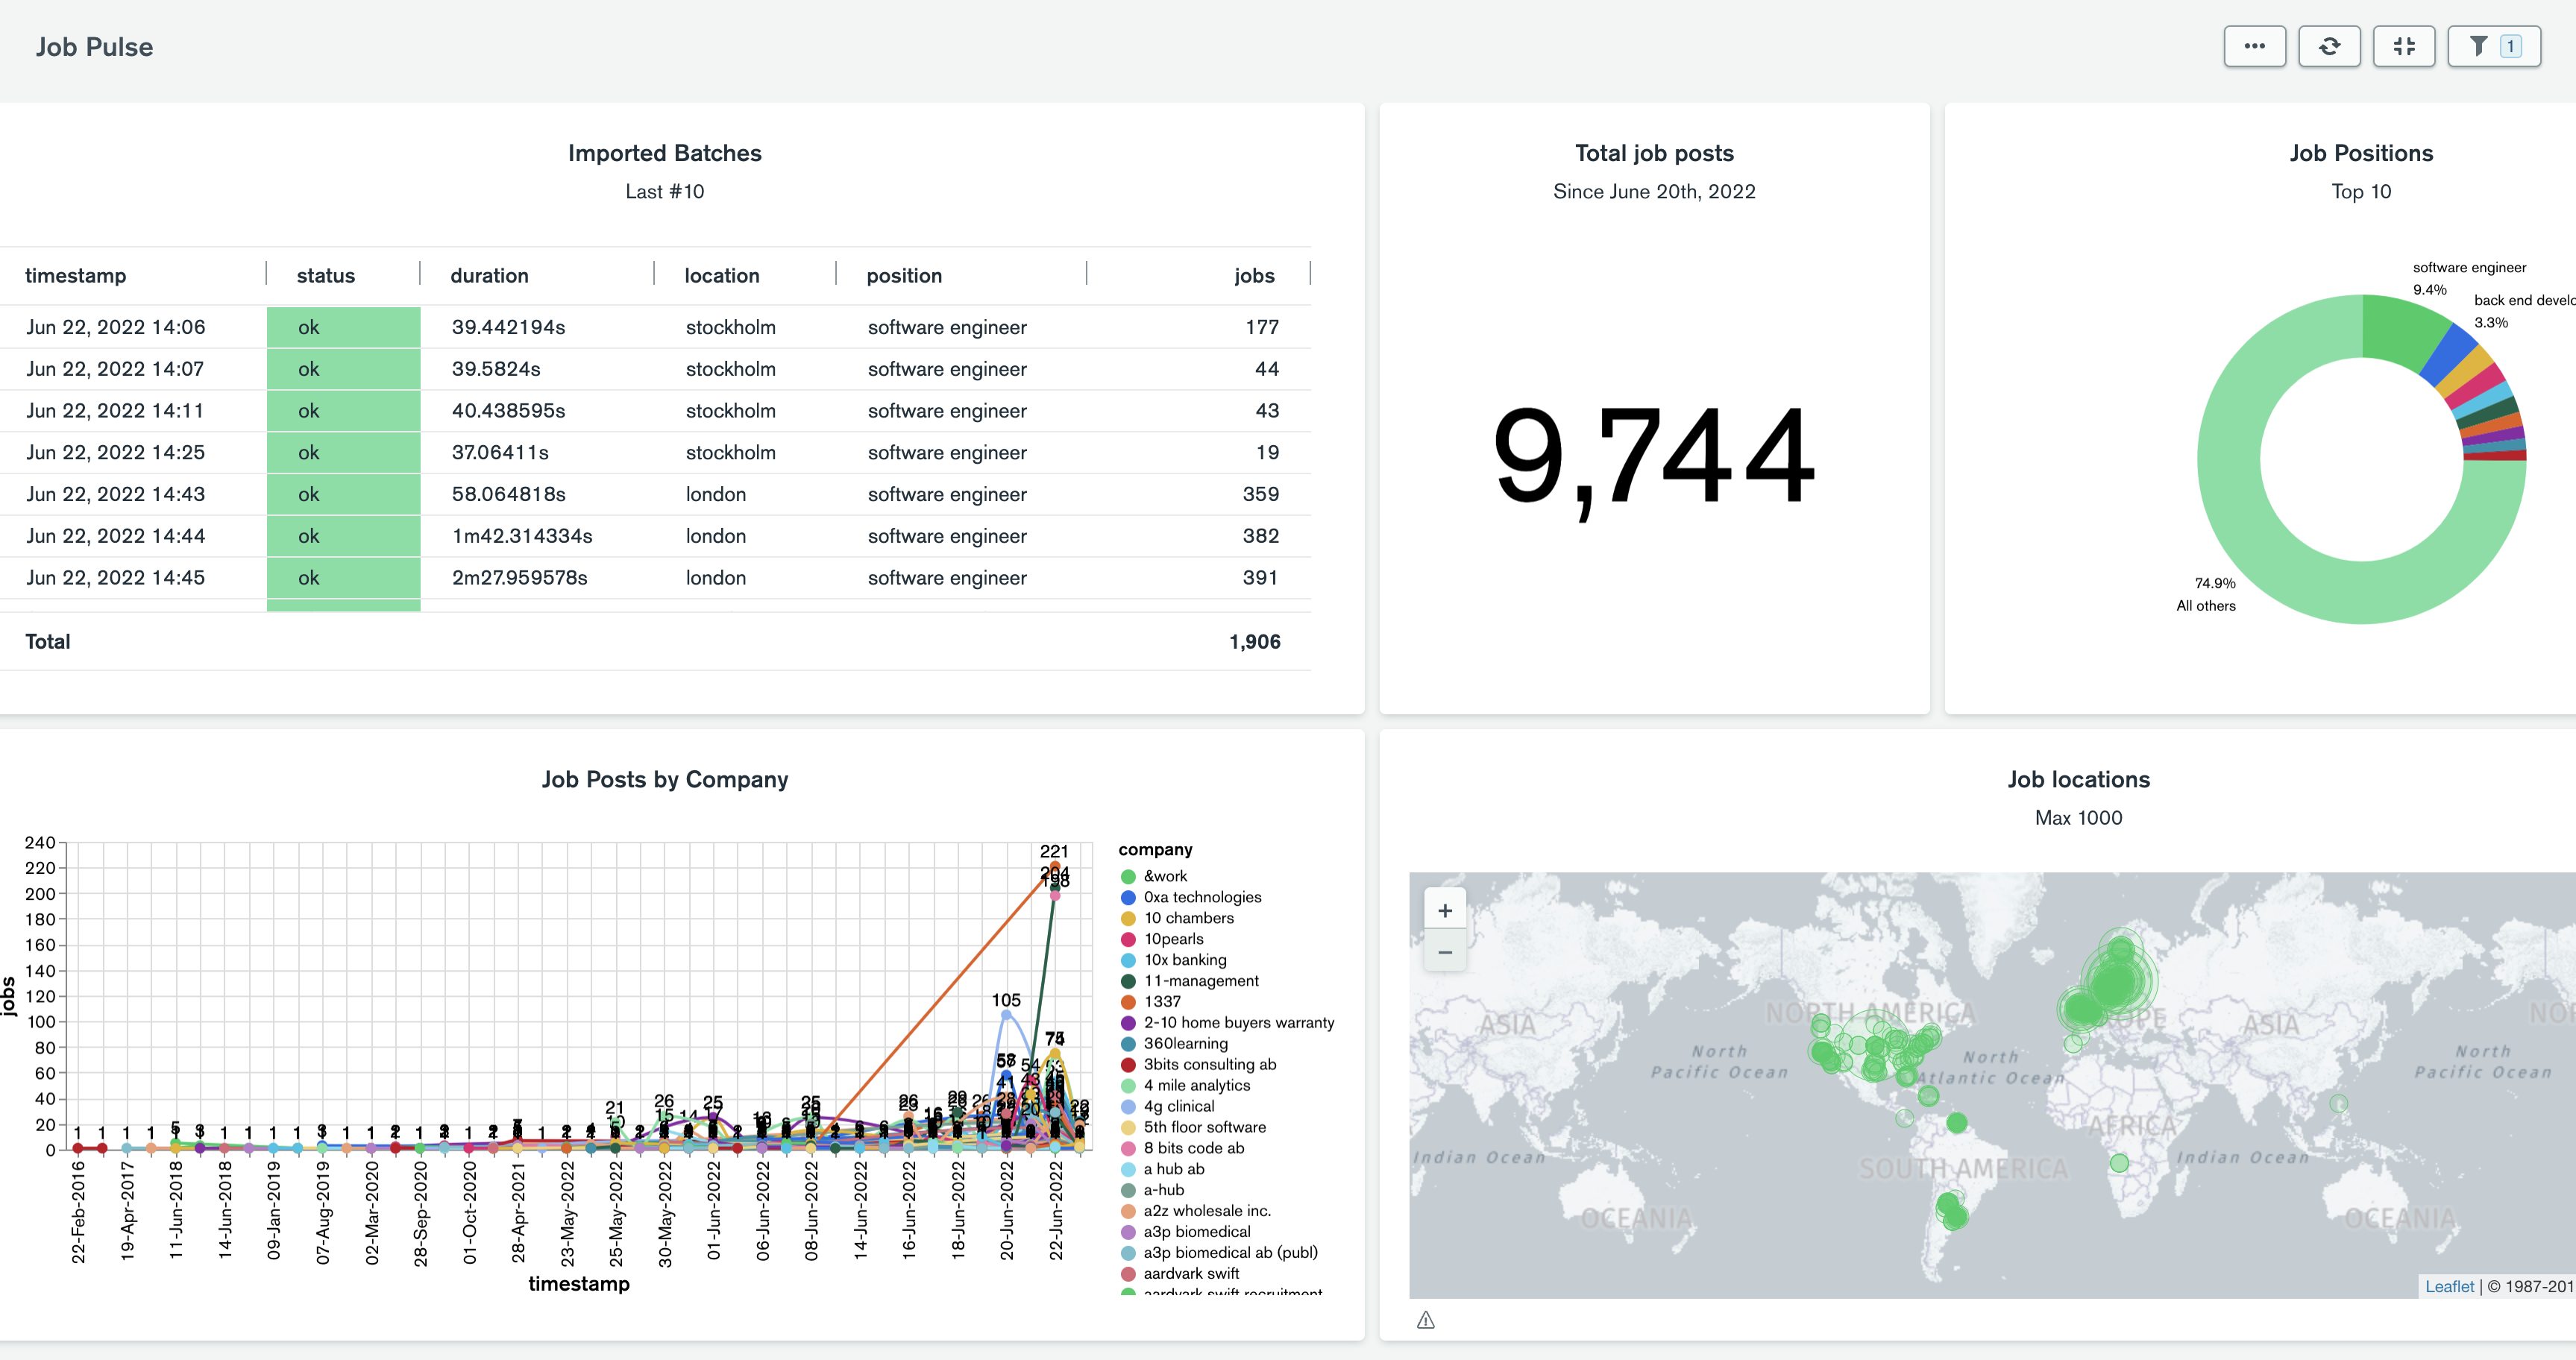 Job Pulse
1
Imported Batches
Last #10
timestamp status duration location position jobs
Jun 22, 2022 14:06 ok 39.442194s stockholm software engineer 177
Jun 22, 2022 14:07 ok 39.5824s stockholm software engineer 44
Jun 22, 2022 14:11 ok 40.438595s stockholm software engineer 43
Jun 22, 2022 14:25 ok 37.06411s stockholm software engineer 19
Jun 22, 2022 14:43 ok 58.064818s london software engineer 359
Jun 22, 2022 14:44 ok 1m42.314334s london software engineer 382
Jun 22, 2022 14:45 ok 2m27.959578s london software engineer 391
Total 1,906
Total job posts
Since June 20th, 2022
9,744
Job Positions
Top 10
software engineer
9.4%
back end develo
3.3%
74.9%
All others
Job Posts by Company
240
220
200
180
160
140
120
100
80
60
40
20
0
jobs
221
204
198
105
22-Feb-2016
19-Apr-2017
11-Jun-2018
14-Jun-2018
09-Jan-2019
07-Aug-2019
02-Mar-2020
28-Sep-2020
01-Oct-2020
28-Apr-2021
23-May-2022
25-May-2022
30-May-2022
01-Jun-2022
06-Jun-2022
08-Jun-2022
14-Jun-2022
16-Jun-2022
18-Jun-2022
20-Jun-2022
22-Jun-2022
timestamp
company
&work
0xa technologies
10 chambers
10pearls
10x banking
11-management
1337
2-10 home buyers warranty
360learning
3bits consulting ab
4 mile analytics
4g clinical
5th floor software
8 bits code ab
a hub ab
a-hub
a2z wholesale inc.
a3p biomedical
a3p biomedical ab (publ)
aardvark swift
aardvark swift recruitment
Job locations
Max 1000
+
−
NORTH AMERICA
ASIA
ASIA
North
Pacific Ocean
North
Atlantic Ocean
North
Pacific Ocean
AFRICA
Indian Ocean
SOUTH AMERICA
Indian Ocean
OCEANIA
OCEANIA
Leaflet | © 1987-201